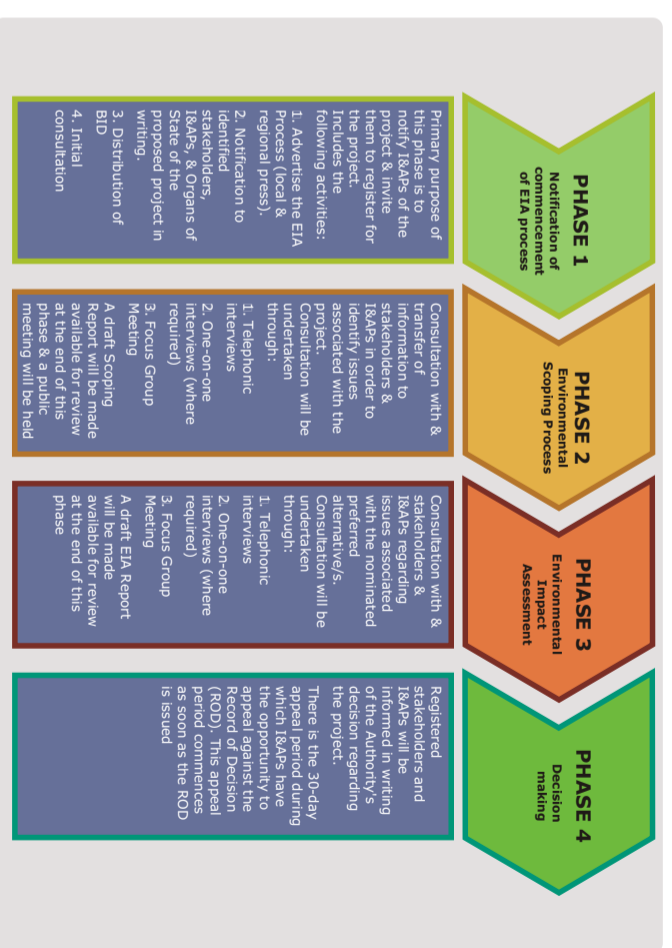 PHASE 1
Notification of
commencement
of EIA process
Primary purpose of
this phase is to
notify I&APs of the
project & invite
them to register for
the project.
Includes the
following activities:
1. Advertise the EIA
Process (local &
regional press).
2. Notification to
identified
stakeholders,
I&APs, & Organs of
State of the
proposed project in
writing.
3. Distribution of
BID
4. Initial
consultation
PHASE 2
Environmental
Scoping Process
Consultation with &
transfer of
information to
stakeholders &
I&APs in order to
identify issues
associated with the
project.
Consultation will be
undertaken
through:
1. Telephonic
interviews
2. One-on-one
interviews (where
required)
3. Focus Group
Meeting
A draft Scoping
Report will be made
available for review
at the end of this
phase & a public
meeting will be held
PHASE 3
Environmental
Impact
Assessment
Consultation with &
stakeholders &
I&APs regarding
issues associated
with the nominated
preferred
alternative/s.
Consultation will be
undertaken
through:
1. Telephonic
interviews
2. One-on-one
interviews (where
required)
3. Focus Group
Meeting
A draft EIA Report
will be made
available for review
at the end of this
phase
PHASE 4
Decision
making
Registered
stakeholders and
I&APs will be
informed in writing
of the Authority's
decision regarding
the project.
There is the 30-day
appeal period during
which I&APs have
the opportunity to
appeal against the
Record of Decision
(ROD). This appeal
period commences
as soon as the ROD
is issued